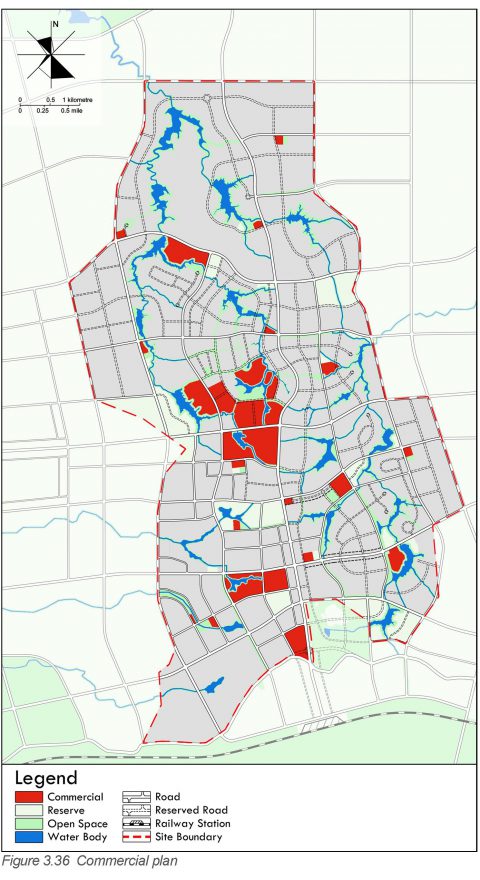 N
0 0.5 1 kilometre
0 0.25 0.5 mile
Legend
Commercial
Reserve
Open Space
Water Body
Road
Reserved Road
Railway Station
Site Boundary
Figure 3.36 Commercial plan